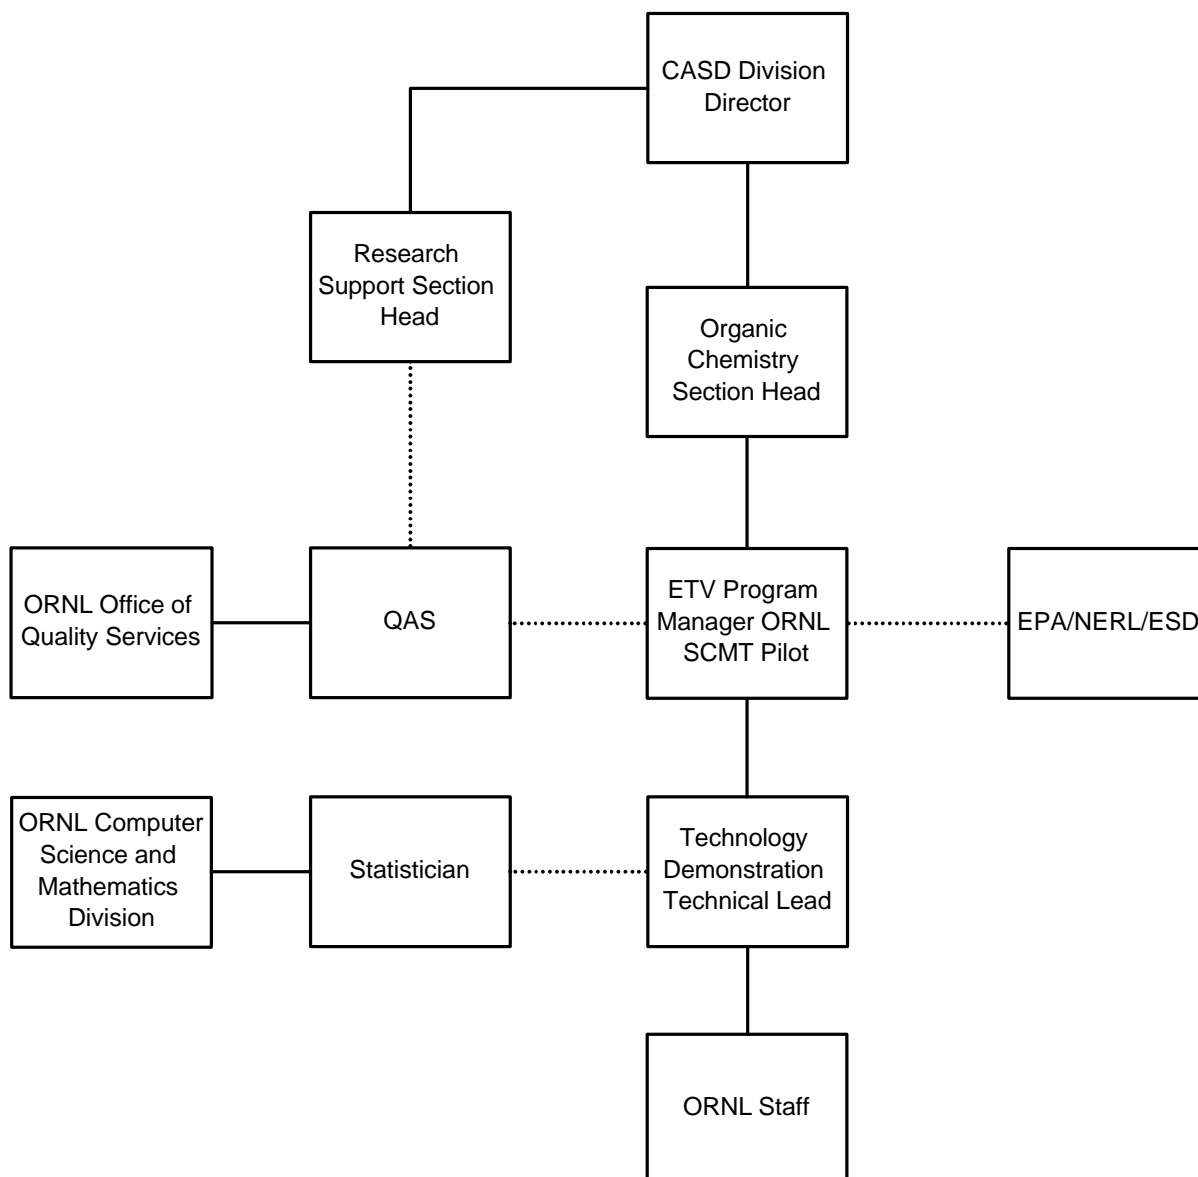 CASD Division
Director
Research
Support Section
Head
Organic
Chemistry
Section Head
ORNL Office of
Quality Services
QAS
ETV Program
Manager ORNL
SCMT Pilot
EPA/NERL/ESD
ORNL Computer
Science and
Mathematics
Division
Statistician
Technology
Demonstration
Technical Lead
ORNL Staff